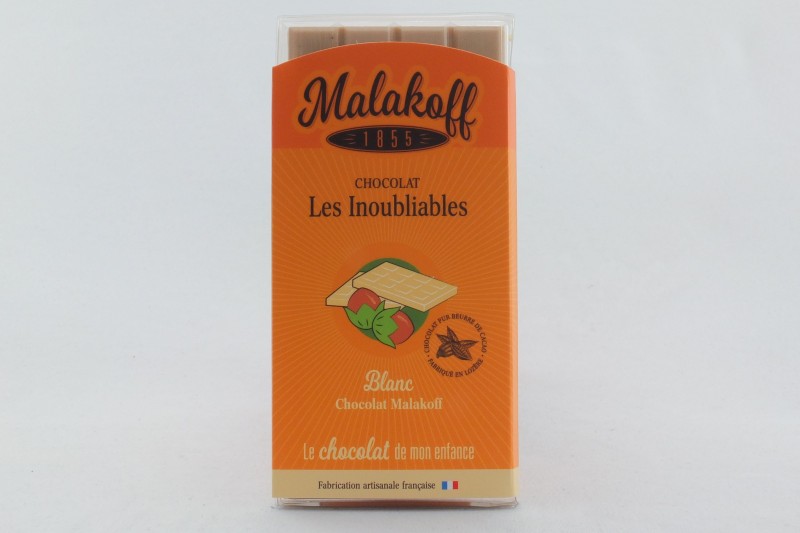 Malakoff
1855
CHOCOLAT
Les Inoubliables
CHOCOLAT PUR BEURRE DE CACAO
FABRIQUÉ EN LOZÈRE
Blanc
Chocolat Malakoff
Le chocolat de mon enfance
Fabrication artisanale française